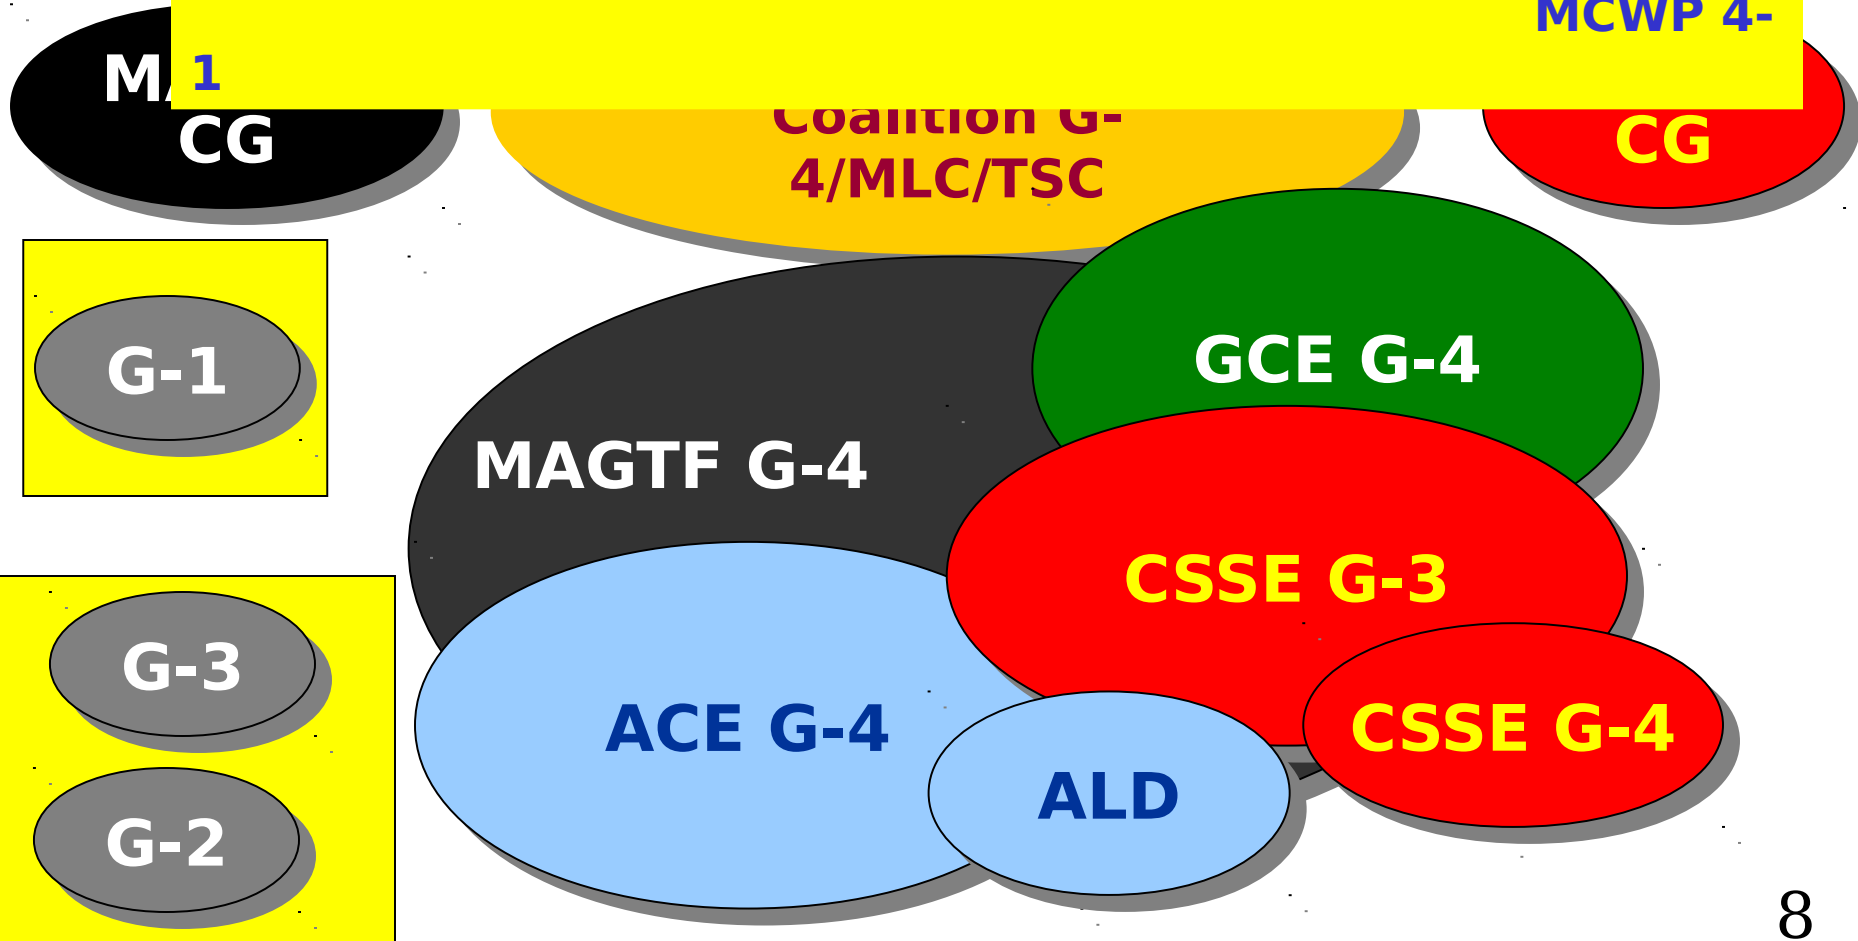 MCWP 4-
1
CG
CG
Coalition G-
4/MLC/TSC
G-1
GCE G-4
MAGTF G-4
CSSE G-3
G-3
ACE G-4
CSSE G-4
ALD
G-2
8